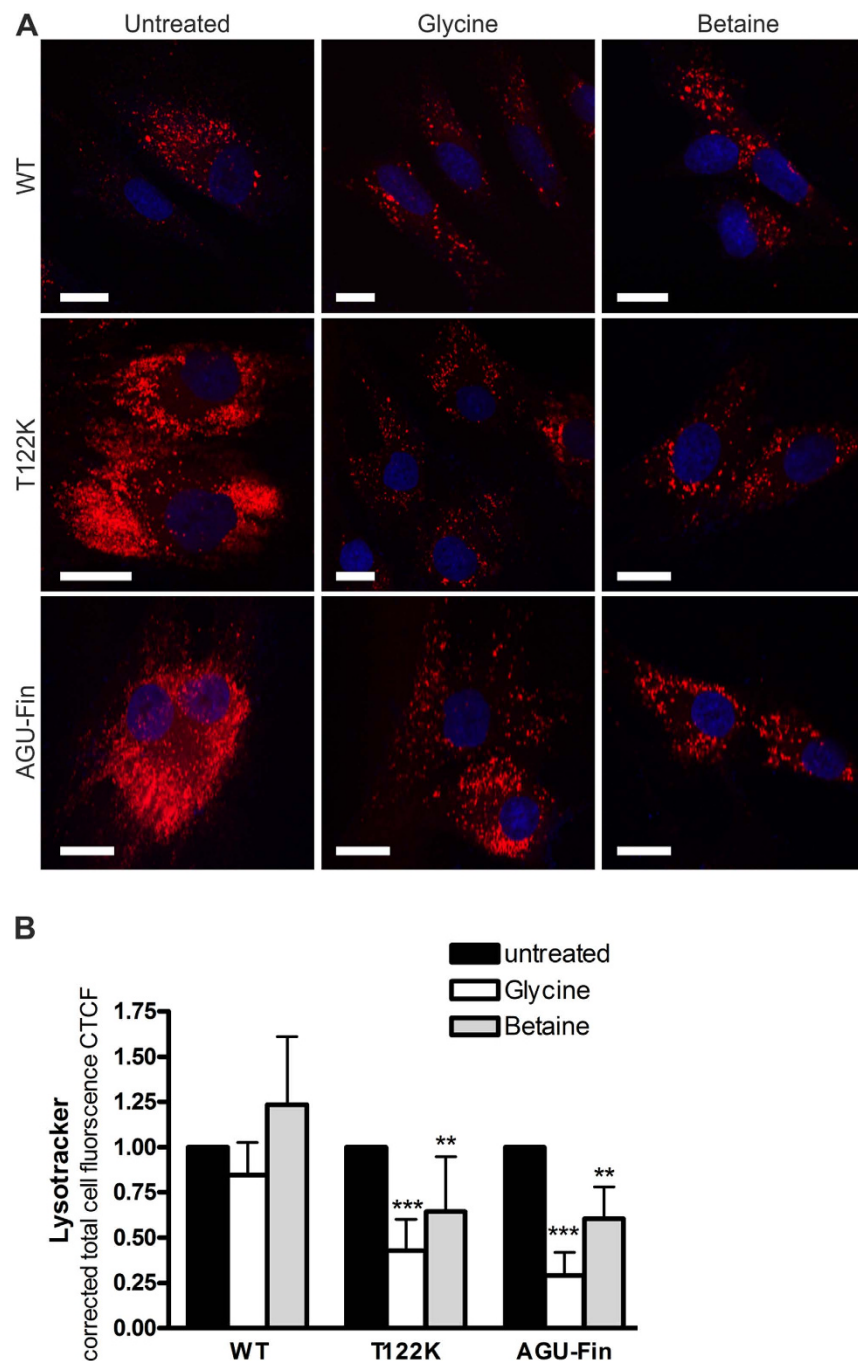 A
Untreated Glycine Betaine
WT
T122K
AGU-Fin
B
untreated
Glycine
Betaine
Lysotracker
corrected total cell fluorscence CTCF
1.75
1.50
1.25
1.00
0.75
0.50
0.25
0.00
** **
*** ***
WT T122K AGU-Fin